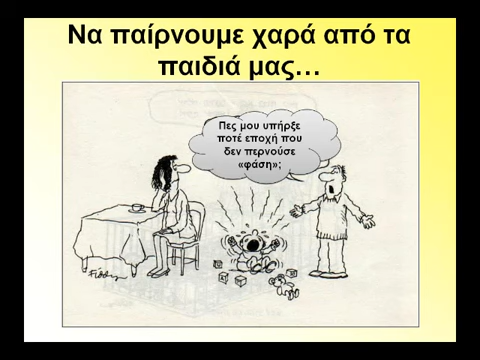 Να παίρνουμε χαρά από τα
παιδιά μας…
Πες μου υπήρξε
ποτέ εποχή που
δεν περνούσε
«φάση»;